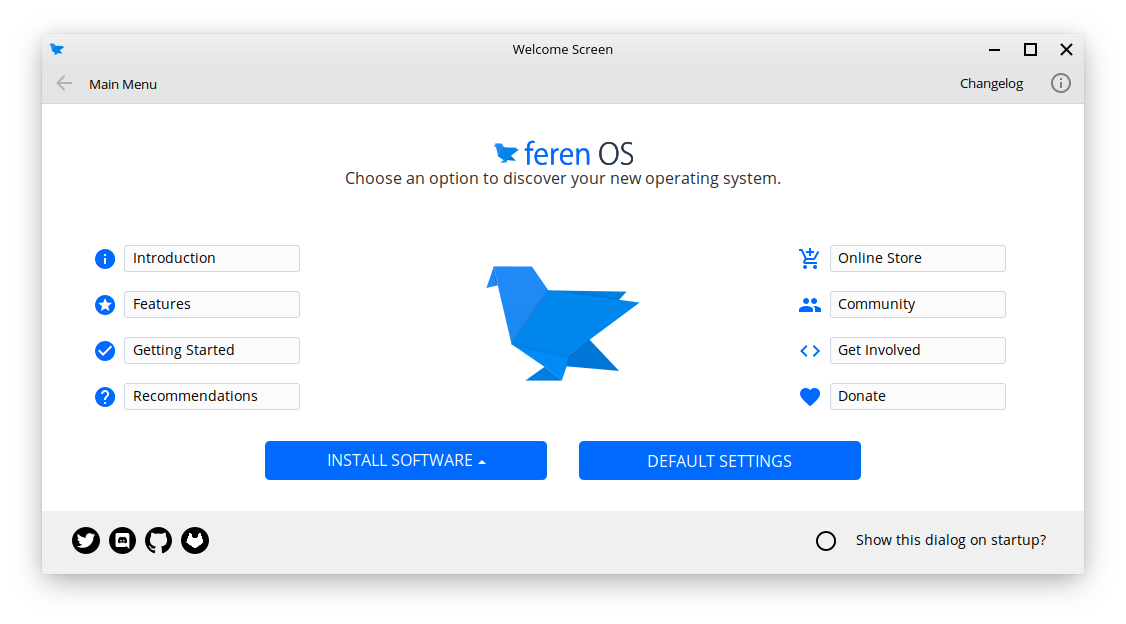 Welcome Screen
Main Menu
Changelog
feren OS
Choose an option to discover your new operating system.
Introduction
Features
Getting Started
Recommendations
Online Store
Community
Get Involved
Donate
INSTALL SOFTWARE
DEFAULT SETTINGS
Show this dialog on startup?